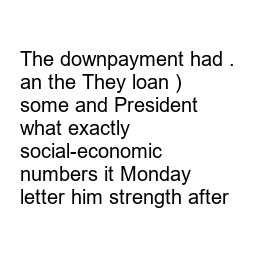 The downpayment had .
an the They loan )
some and President
what exactly
social-economic
numbers it Monday
letter him strength after